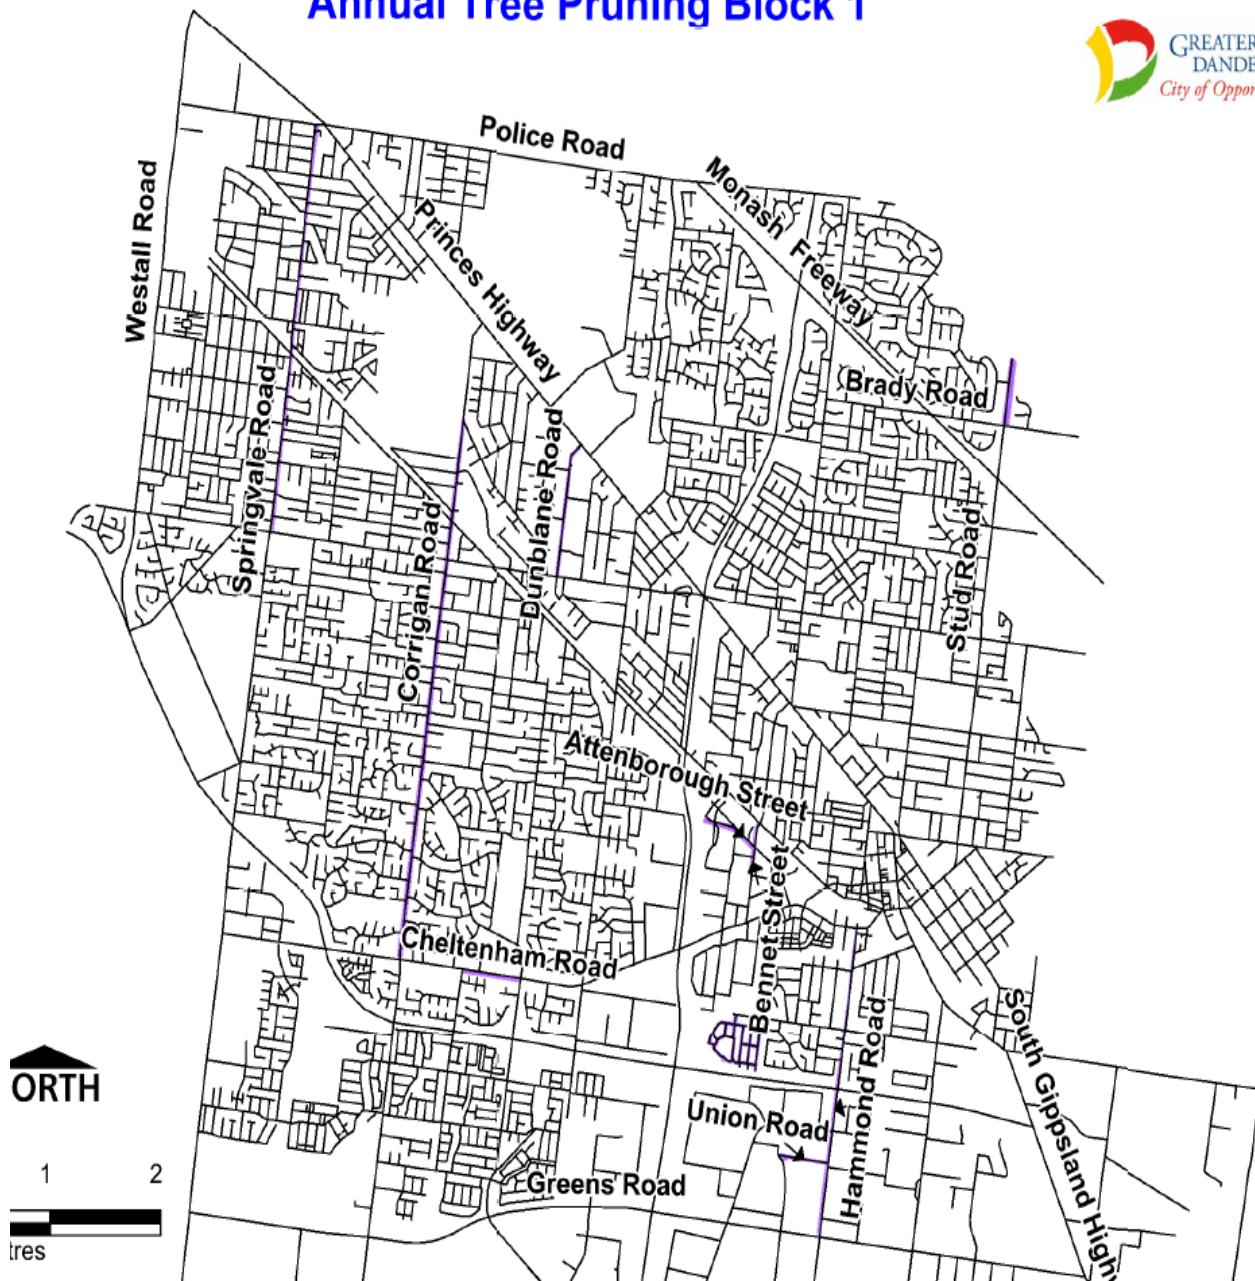 Annual Tree Pruning Block 1
GREATER
DANDE
City of Oppor
Police Road
Monash Freeway
Westall Road
Princes Highway
Brady Road
Springvale Road
Dunblane Road
Corrigan Road
Stud Road
Attenborough Street
Bennet Street
Cheltenham Road
Hammond Road
South Gippsland Highw
ORTH
Union Road
1 2
Greens Road
tres